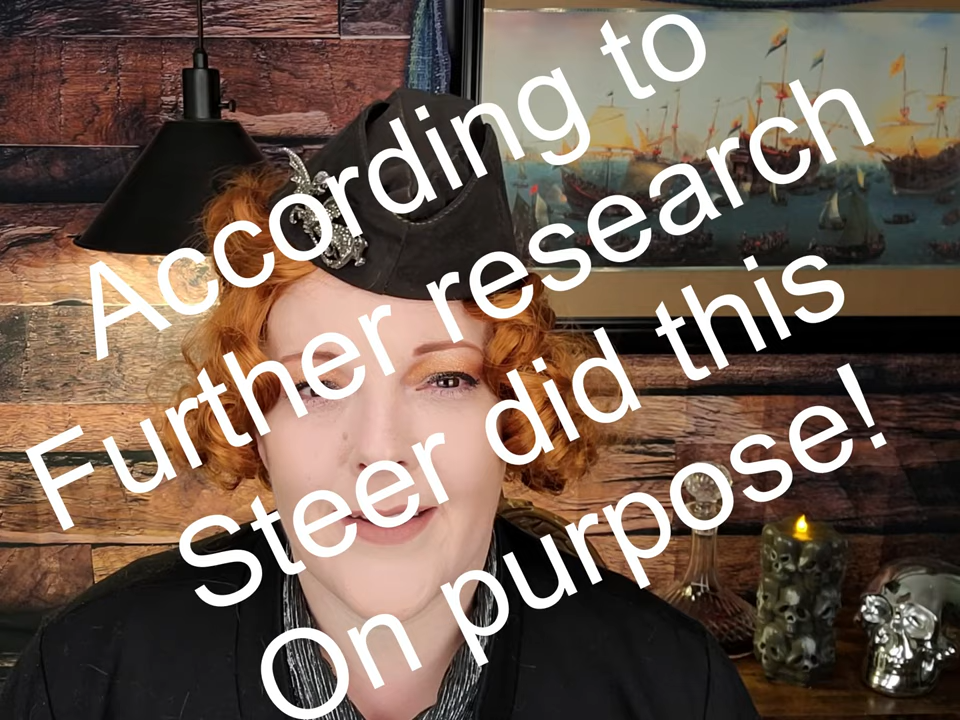 According to
Further research
Steer did this
On purpose!